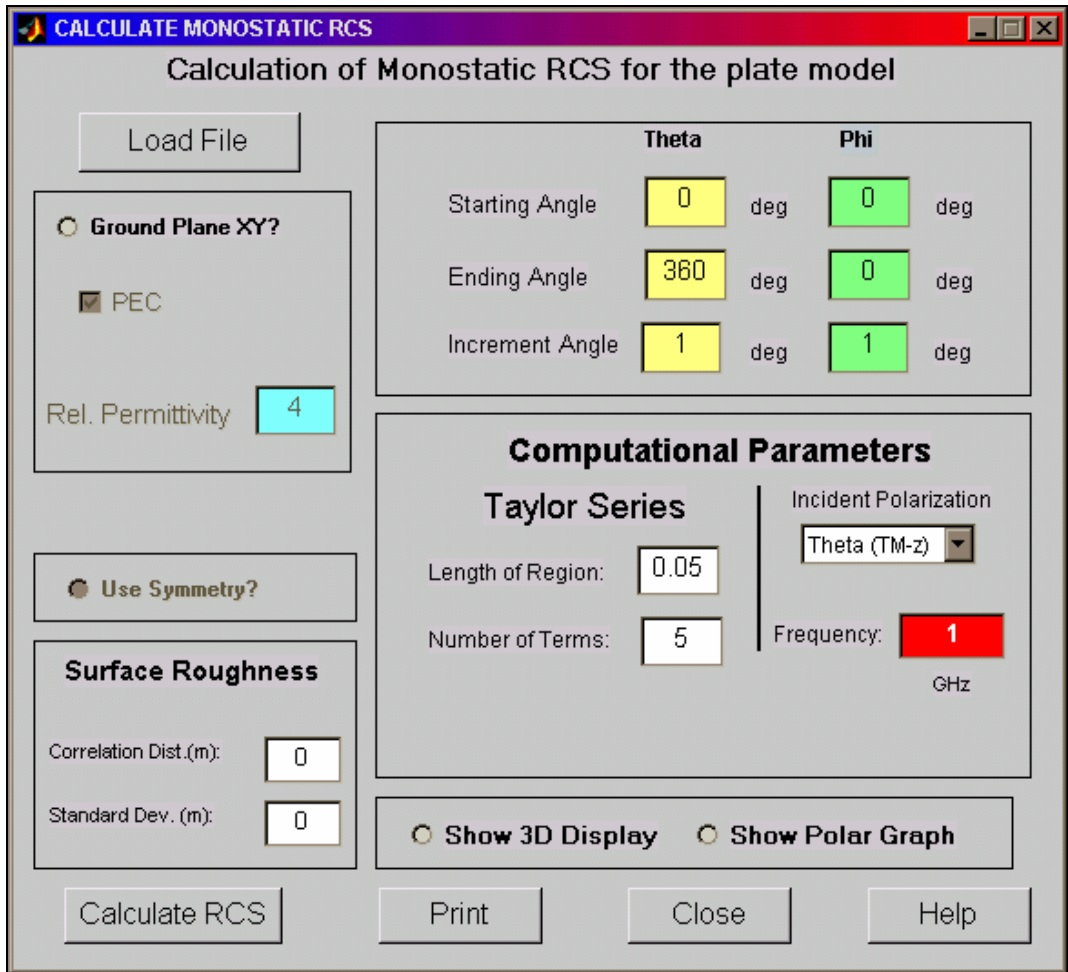 CALCULATE MONOSTATIC RCS
Calculation of Monostatic RCS for the plate model
Load File
Ground Plane XY?
PEC
Rel. Permittivity 4
Use Symmetry?
Surface Roughness
Correlation Dist.(m): 0
Standard Dev. (m): 0
Theta Phi
Starting Angle 0 deg 0 deg
Ending Angle 360 deg 0 deg
Increment Angle 1 deg 1 deg
Computational Parameters
Taylor Series
Length of Region: 0.05
Number of Terms: 5
Incident Polarization
Theta (TM-z)
Frequency: 1
GHz
Show 3D Display Show Polar Graph
Calculate RCS Print Close Help